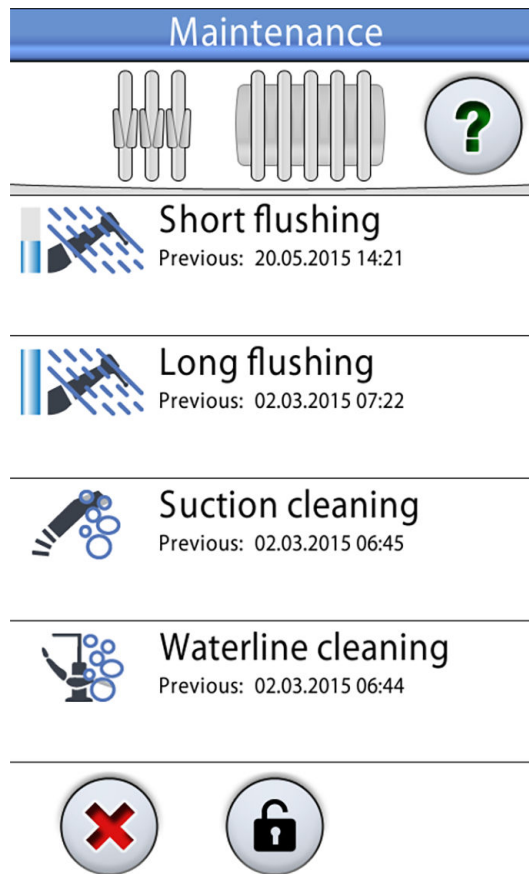 Maintenance
?
Short flushing
Previous: 20.05.2015 14:21
Long flushing
Previous: 02.03.2015 07:22
Suction cleaning
Previous: 02.03.2015 06:45
Waterline cleaning
Previous: 02.03.2015 06:44